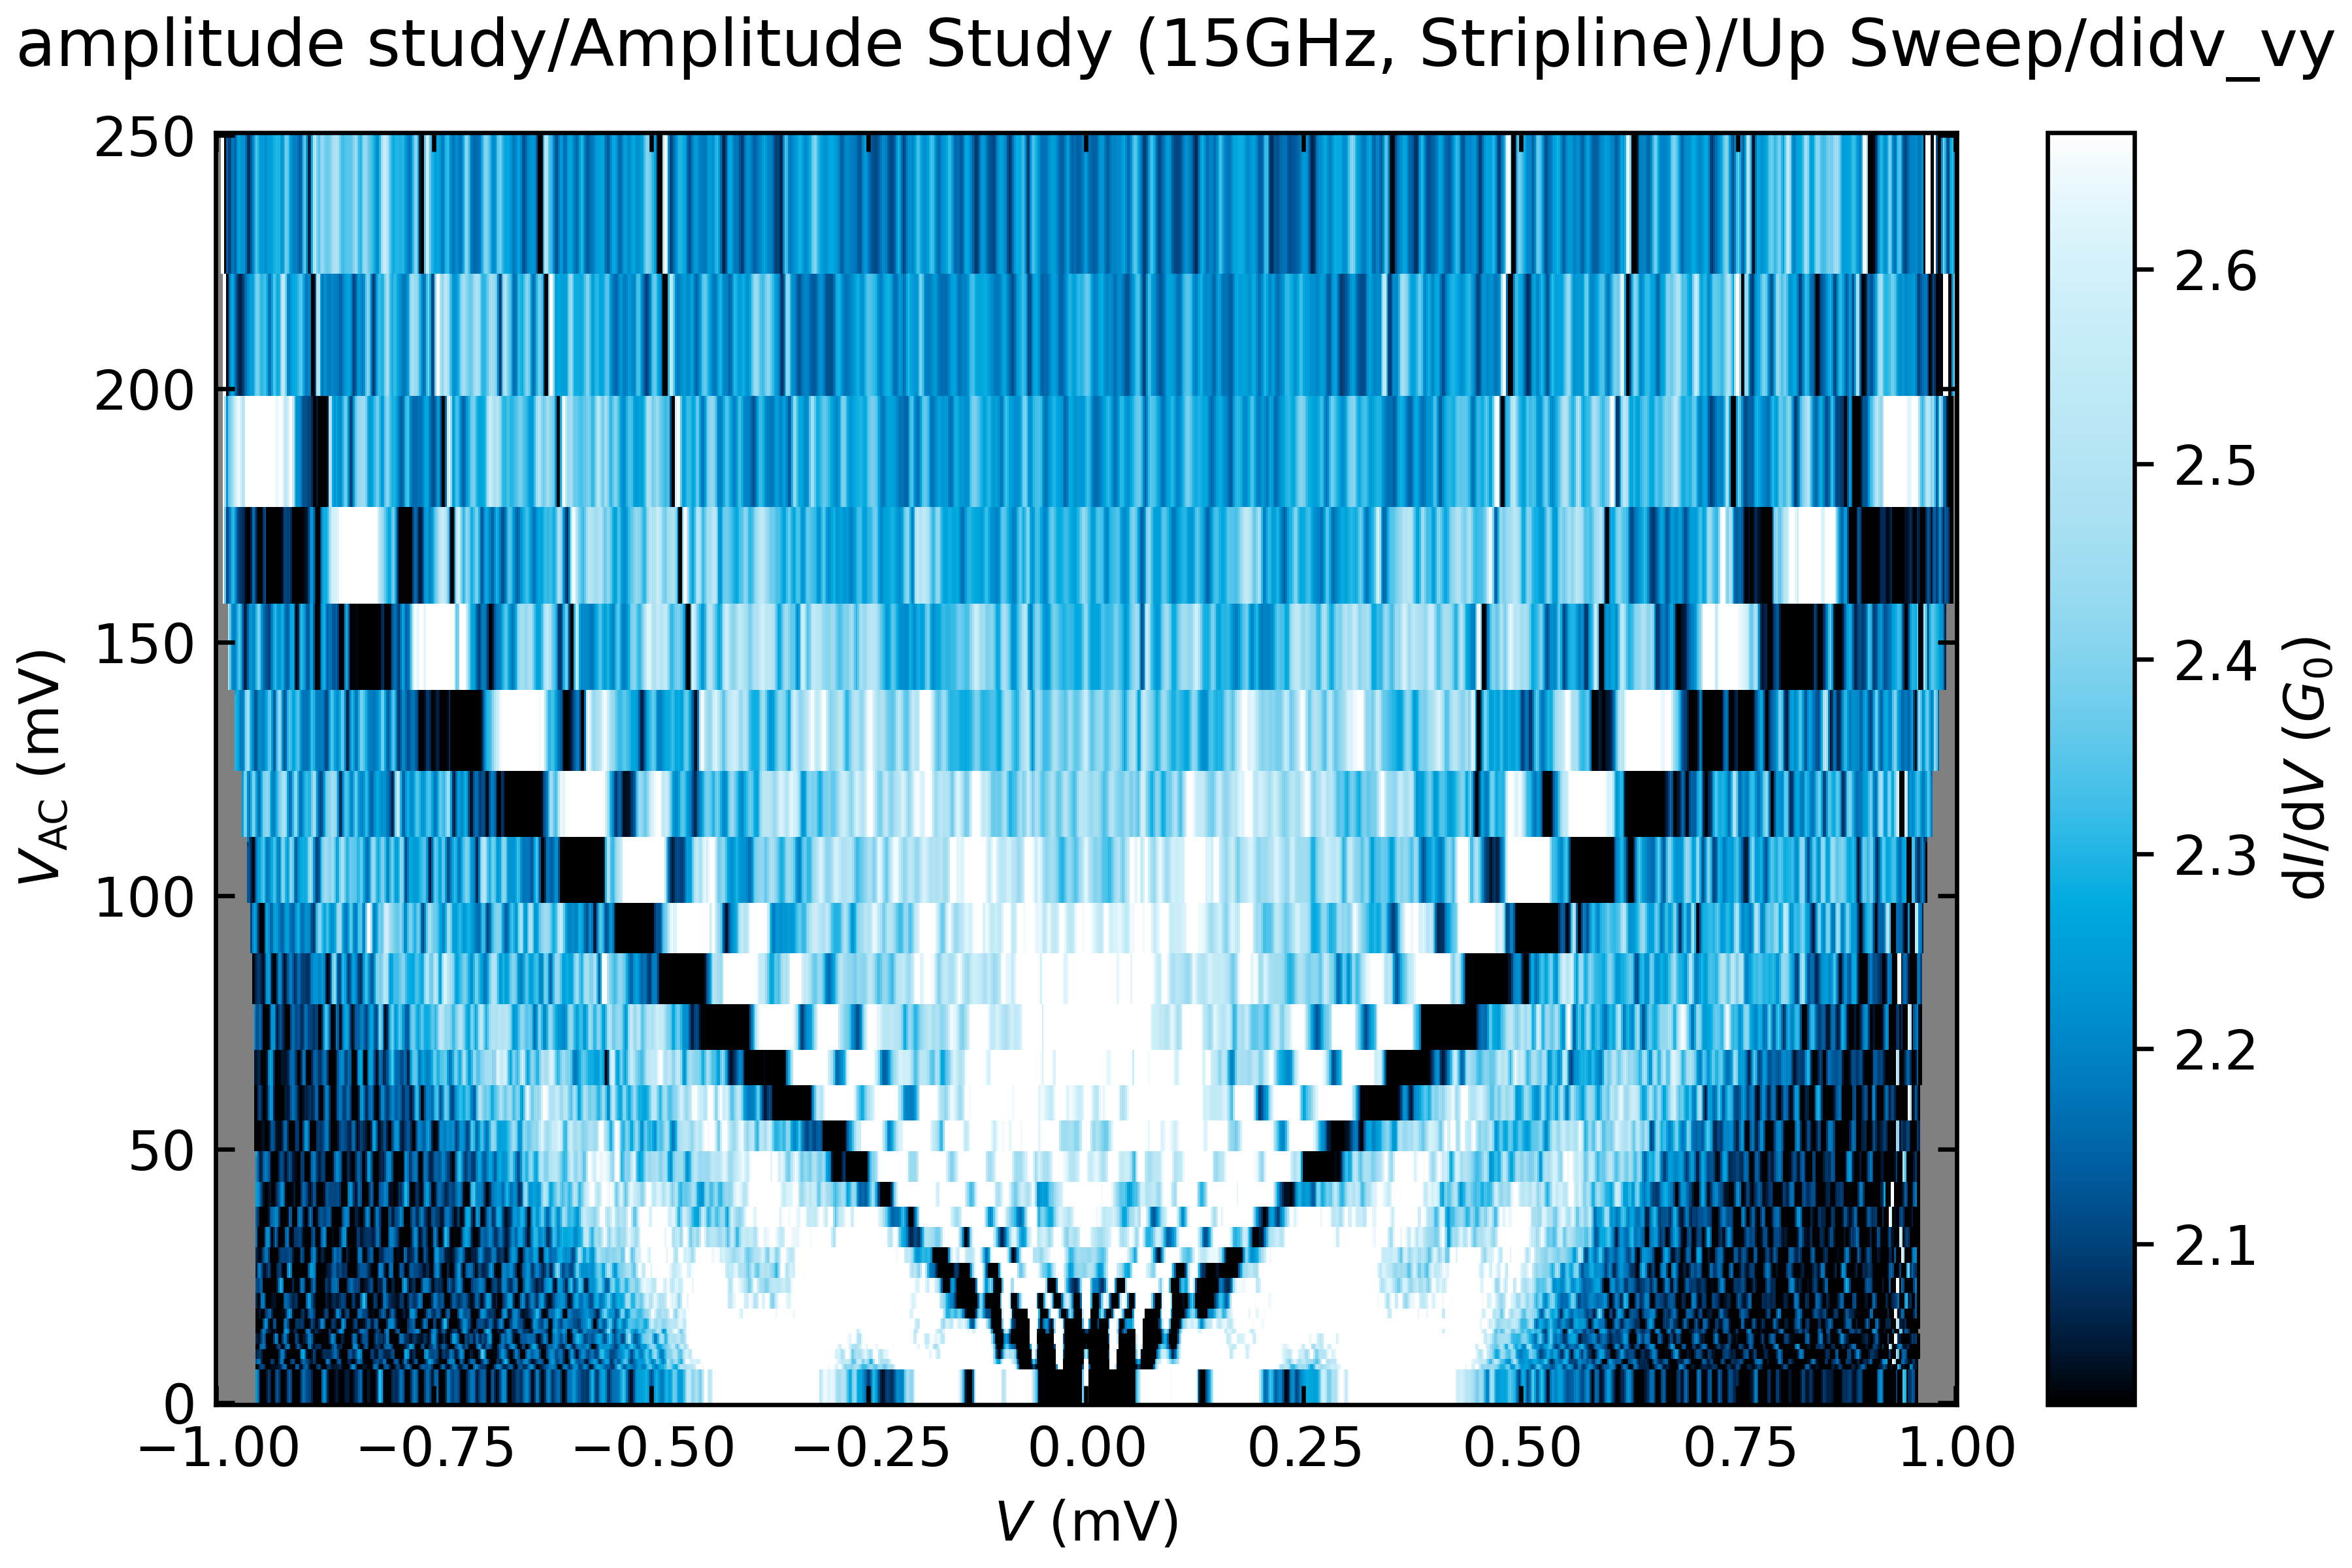 amplitude study/Amplitude Study (15GHz, Stripline)/Up Sweep/didv_vy
250
200
150
100
50
0
V_AC (mV)
−1.00 −0.75 −0.50 −0.25 0.00 0.25 0.50 0.75 1.00
V (mV)
2.6
2.5
2.4
2.3
2.2
2.1
dI/dV (G₀)